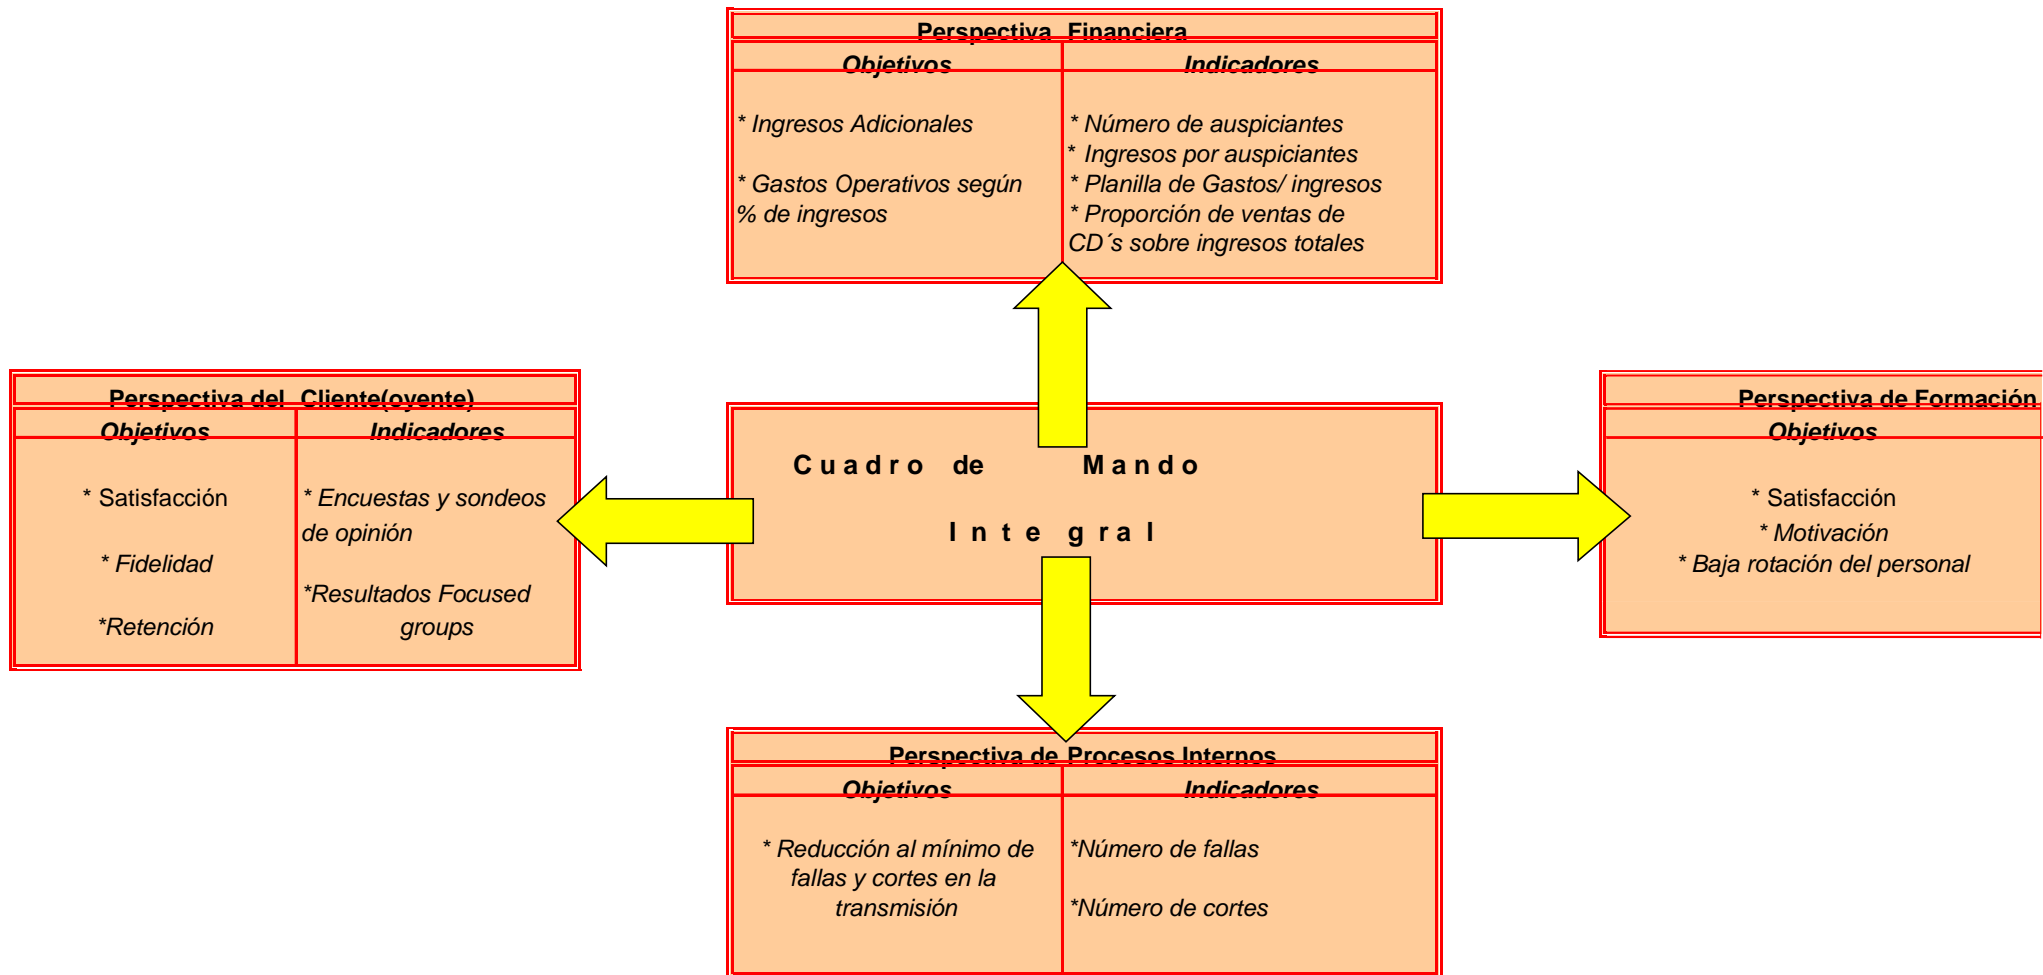 Perspectiva Financiera
Objetivos Indicadores
* Ingresos Adicionales
* Gastos Operativos según
% de ingresos
* Número de auspiciantes
* Ingresos por auspiciantes
* Planilla de Gastos/ ingresos
* Proporción de ventas de
CD´s sobre ingresos totales
Perspectiva del Cliente(oyente)
Objetivos Indicadores
* Satisfacción
* Fidelidad
*Retención
* Encuestas y sondeos
de opinión
*Resultados Focused
groups
Cuadro de Mando
Integral
Perspectiva de Formación
Objetivos
* Satisfacción
* Motivación
* Baja rotación del personal
Perspectiva de Procesos Internos
Objetivos Indicadores
* Reducción al mínimo de
fallas y cortes en la
transmisión
*Número de fallas
*Número de cortes